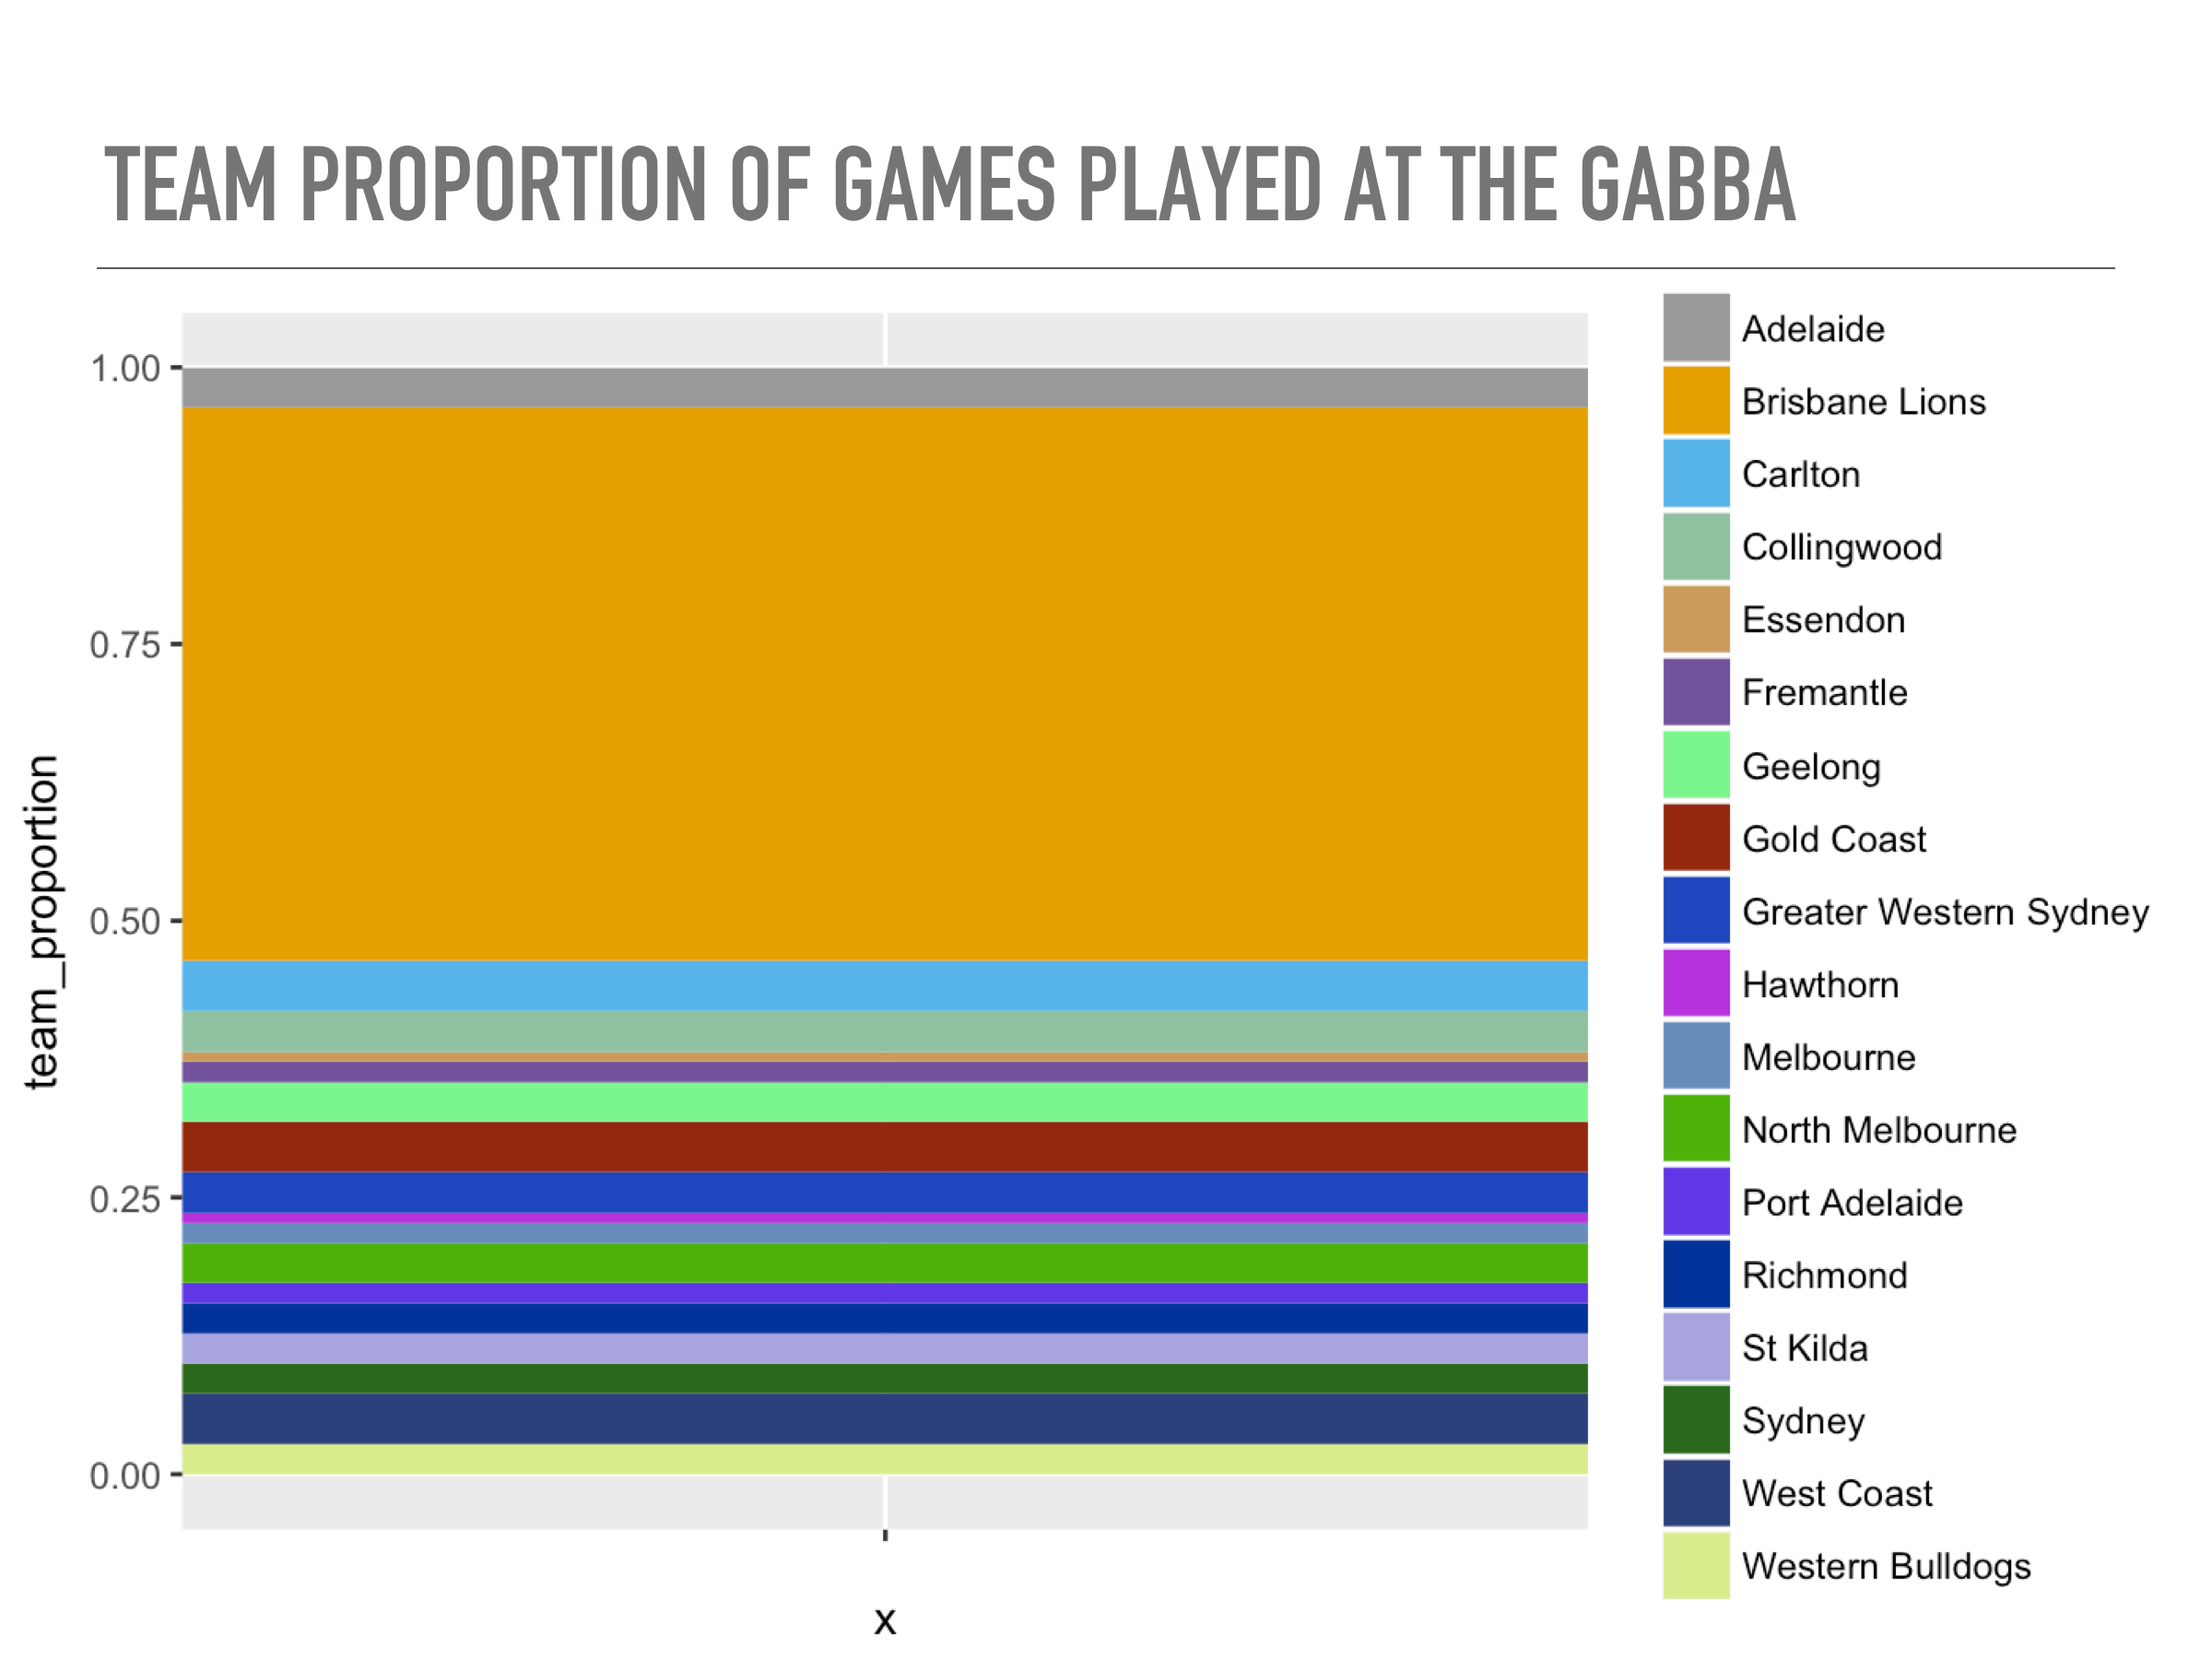 TEAM PROPORTION OF GAMES PLAYED AT THE GABBA
1.00
0.75
0.50
0.25
0.00
team_proportion
x
Adelaide
Brisbane Lions
Carlton
Collingwood
Essendon
Fremantle
Geelong
Gold Coast
Greater Western Sydney
Hawthorn
Melbourne
North Melbourne
Port Adelaide
Richmond
St Kilda
Sydney
West Coast
Western Bulldogs